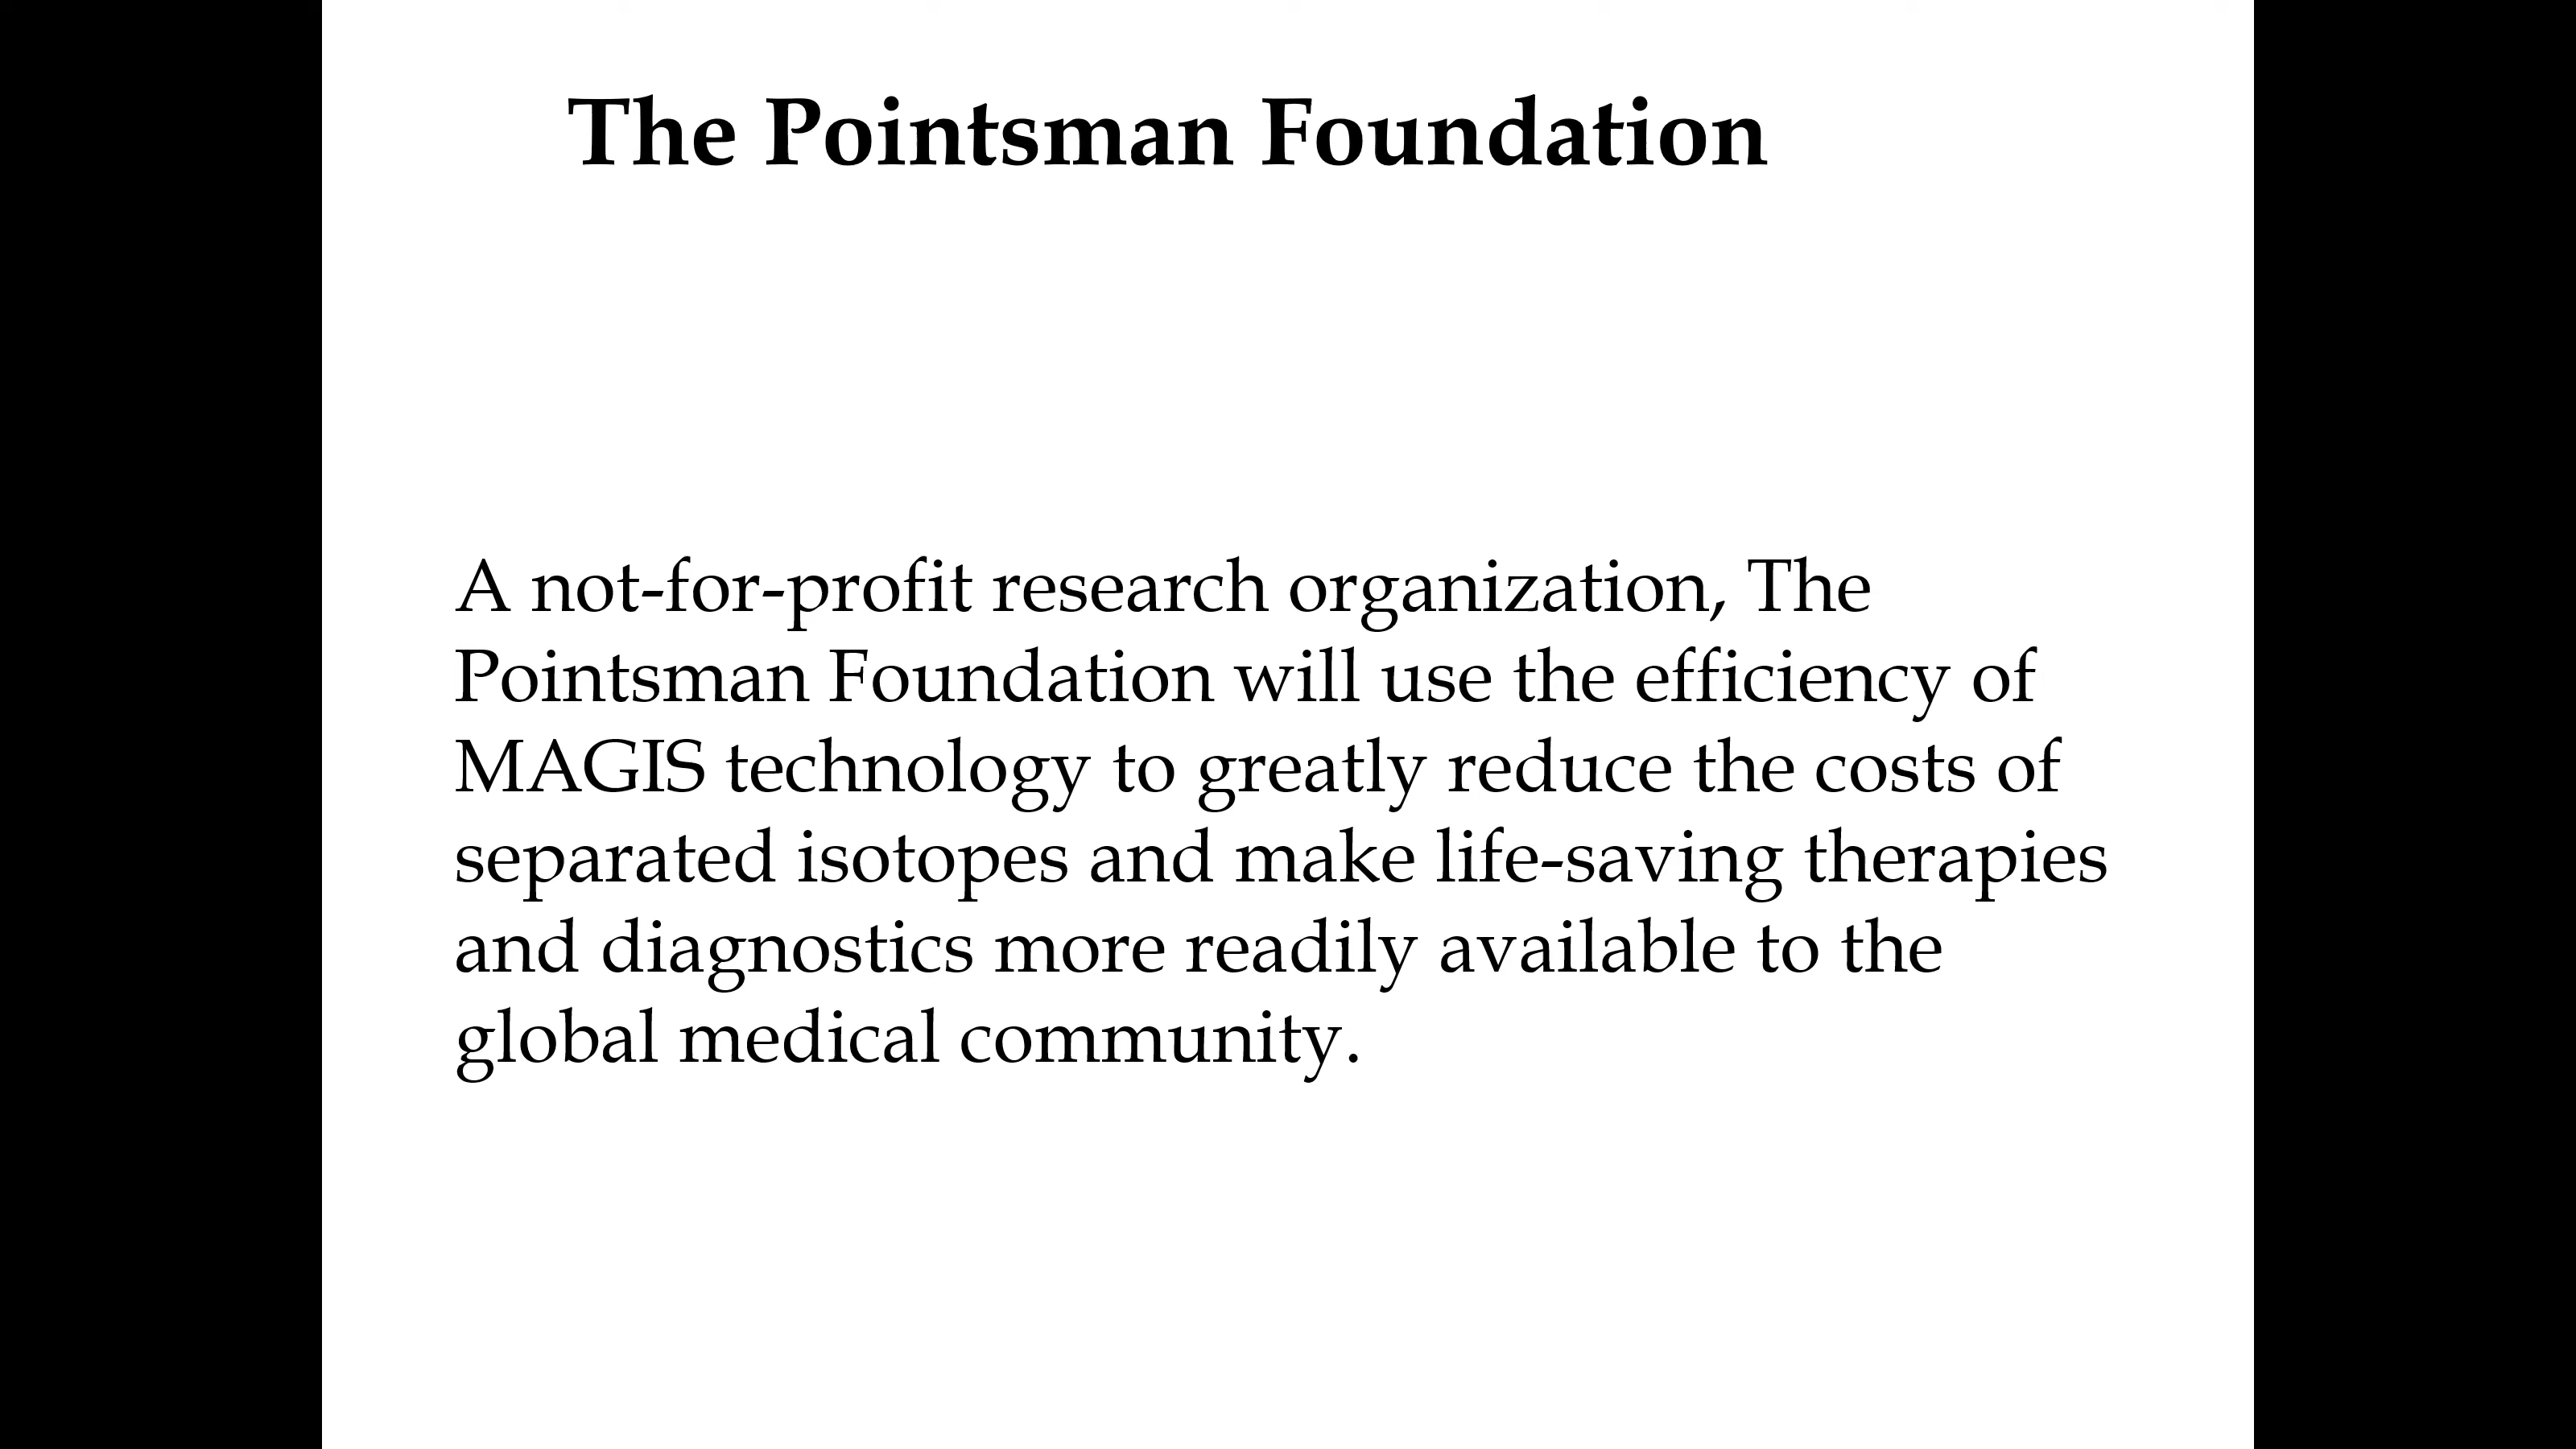 The Pointsman Foundation
A not-for-profit research organization, The
Pointsman Foundation will use the efficiency of
MAGIS technology to greatly reduce the costs of
separated isotopes and make life-saving therapies
and diagnostics more readily available to the
global medical community.